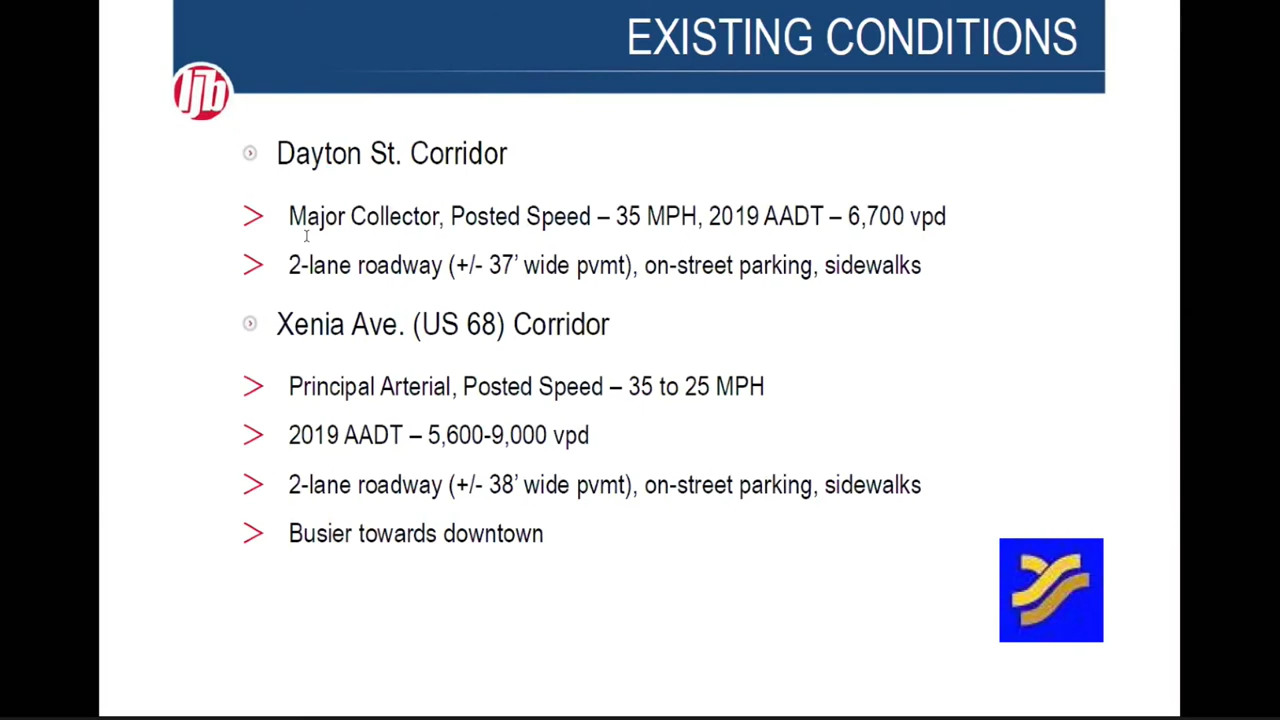 EXISTING CONDITIONS
ljb
Dayton St. Corridor
Major Collector, Posted Speed – 35 MPH, 2019 AADT – 6,700 vpd
2-lane roadway (+/- 37’ wide pvmt), on-street parking, sidewalks
Xenia Ave. (US 68) Corridor
Principal Arterial, Posted Speed – 35 to 25 MPH
2019 AADT – 5,600-9,000 vpd
2-lane roadway (+/- 38’ wide pvmt), on-street parking, sidewalks
Busier towards downtown